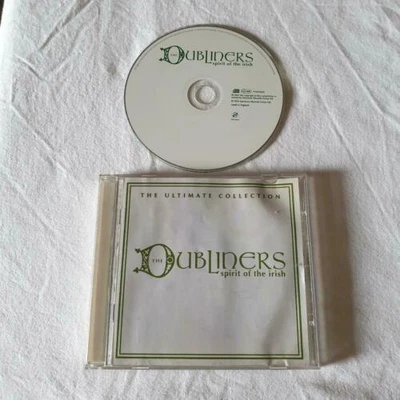 THE DUBLINERS
spirit of the irish
THE ULTIMATE COLLECTION
THE DUBLINERS
spirit of the irish